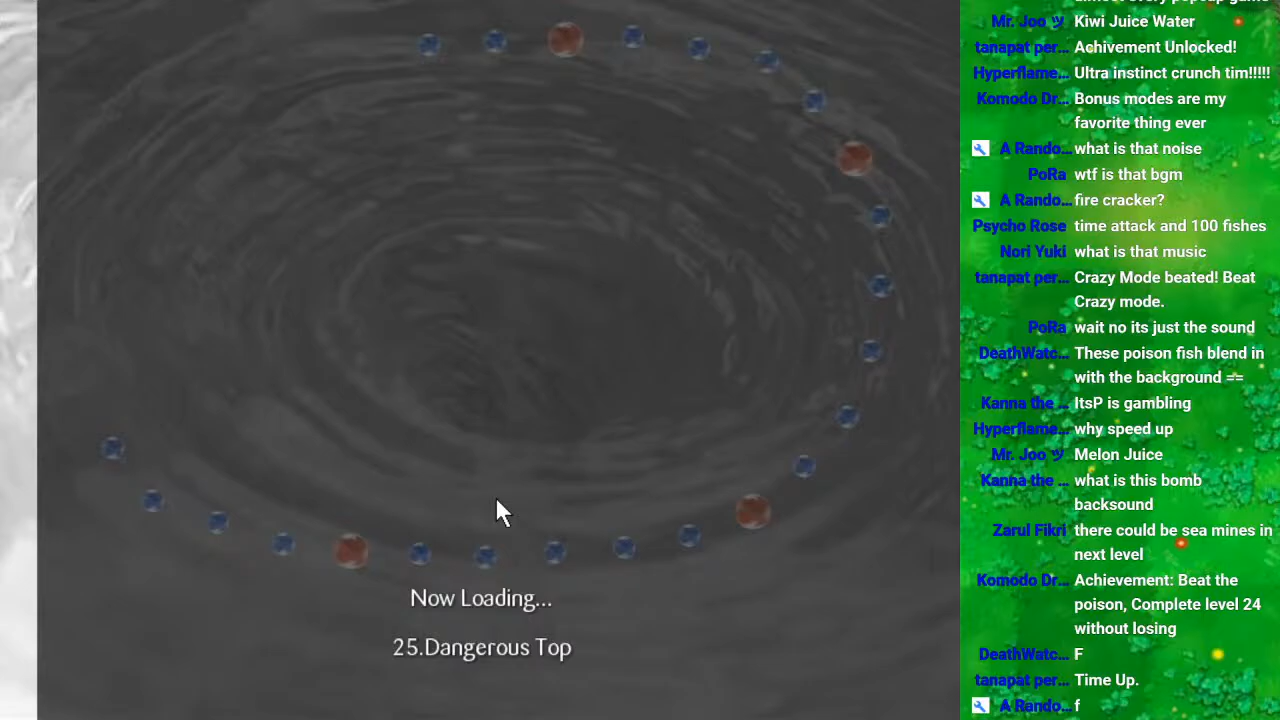 Now Loading...
25.Dangerous Top
Mr. Joo ツ Kiwi Juice Water
tanapat per... Achivement Unlocked!
Hyperflame... Ultra instinct crunch tim!!!!!
Komodo Dr... Bonus modes are my
favorite thing ever
A Rando... what is that noise
PoRa wtf is that bgm
A Rando... fire cracker?
Psycho Rose time attack and 100 fishes
Nori Yuki what is that music
tanapat per... Crazy Mode beated! Beat
Crazy mode.
PoRa wait no its just the sound
DeathWatc... These poison fish blend in
with the background ==
Kanna the ... ItsP is gambling
Hyperflame... why speed up
Mr. Joo ツ Melon Juice
Kanna the ... what is this bomb
backsound
Zarul Fikri there could be sea mines in
next level
Komodo Dr... Achievement: Beat the
poison, Complete level 24
without losing
DeathWatc... F
tanapat per... Time Up.
A Rando... f